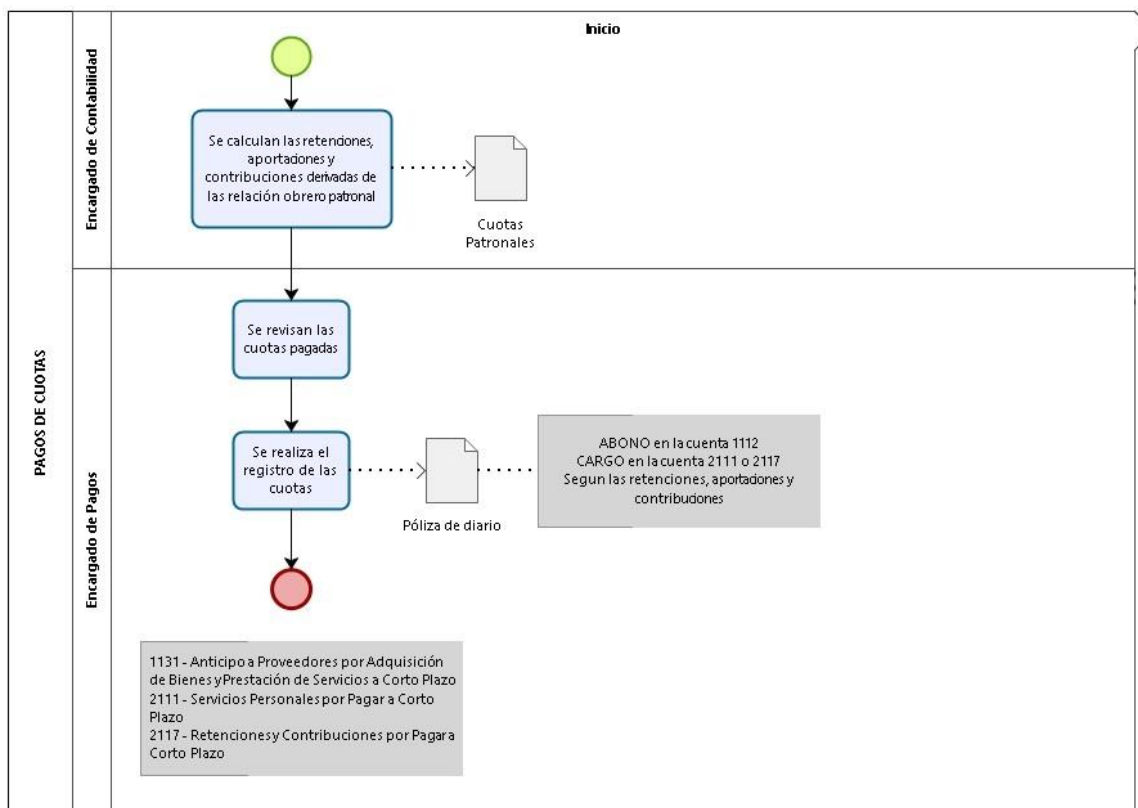 Inicio
PAGOS DE CUOTAS
Encargado de Contabilidad
Se calculan las retenciones,
aportaciones y
contribuciones derivadas de
las relación obrero patronal
Cuotas
Patronales
Encargado de Pagos
Se revisan las
cuotas pagadas
Se realiza el
registro de las
cuotas
Póliza de diario
ABONO en la cuenta 1112
CARGO en la cuenta 2111 o 2117
Segun las retenciones, aportaciones y
contribuciones
1131 - Anticipo a Proveedores por Adquisición
de Bienes y Prestación de Servicios a Corto Plazo
2111 - Servicios Personales por Pagar a Corto
Plazo
2117 - Retenciones y Contribuciones por Pagar a
Corto Plazo